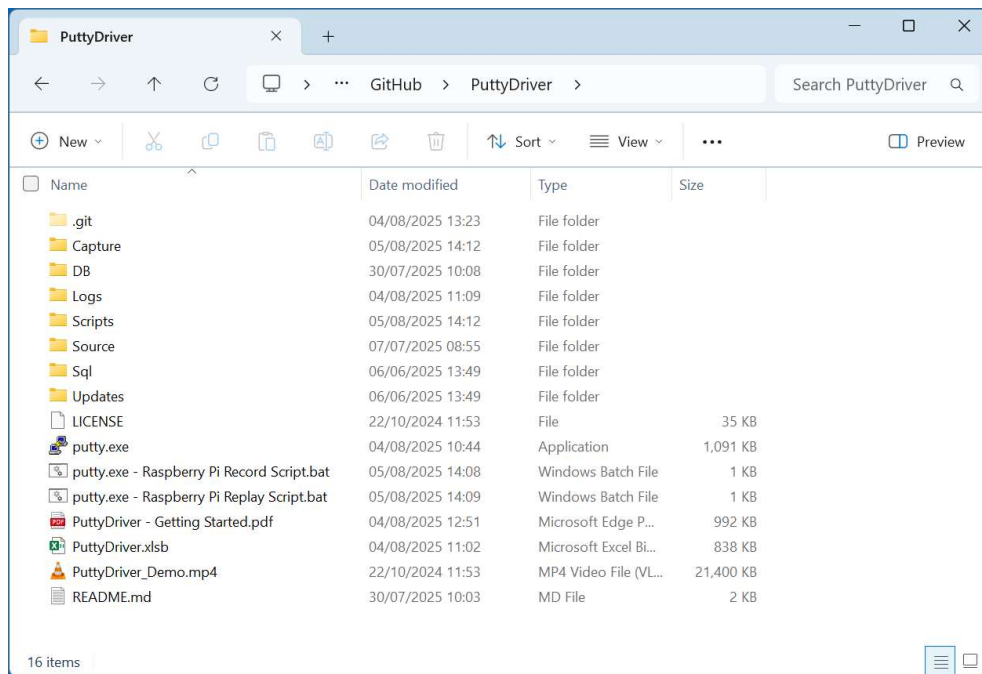 PuttyDriver
GitHub > PuttyDriver >
Search PuttyDriver
New
Sort
View
Preview
Name Date modified Type Size
.git 04/08/2025 13:23 File folder
Capture 05/08/2025 14:12 File folder
DB 30/07/2025 10:08 File folder
Logs 04/08/2025 11:09 File folder
Scripts 05/08/2025 14:12 File folder
Source 07/07/2025 08:55 File folder
Sql 06/06/2025 13:49 File folder
Updates 06/06/2025 13:49 File folder
LICENSE 22/10/2024 11:53 File 35 KB
putty.exe 04/08/2025 10:44 Application 1,091 KB
putty.exe - Raspberry Pi Record Script.bat 05/08/2025 14:08 Windows Batch File 1 KB
putty.exe - Raspberry Pi Replay Script.bat 05/08/2025 14:09 Windows Batch File 1 KB
PuttyDriver - Getting Started.pdf 04/08/2025 12:51 Microsoft Edge P... 992 KB
PuttyDriver.xlsb 04/08/2025 11:02 Microsoft Excel Bi... 838 KB
PuttyDriver_Demo.mp4 22/10/2024 11:53 MP4 Video File (VL... 21,400 KB
README.md 30/07/2025 10:03 MD File 2 KB
16 items